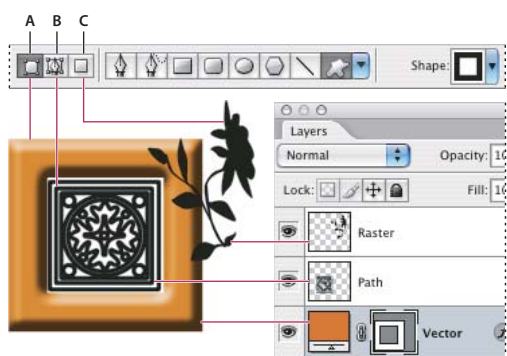 A B C
Shape:
Layers
Normal Opacity: 10
Lock: Fill: 10
Raster
Path
Vector